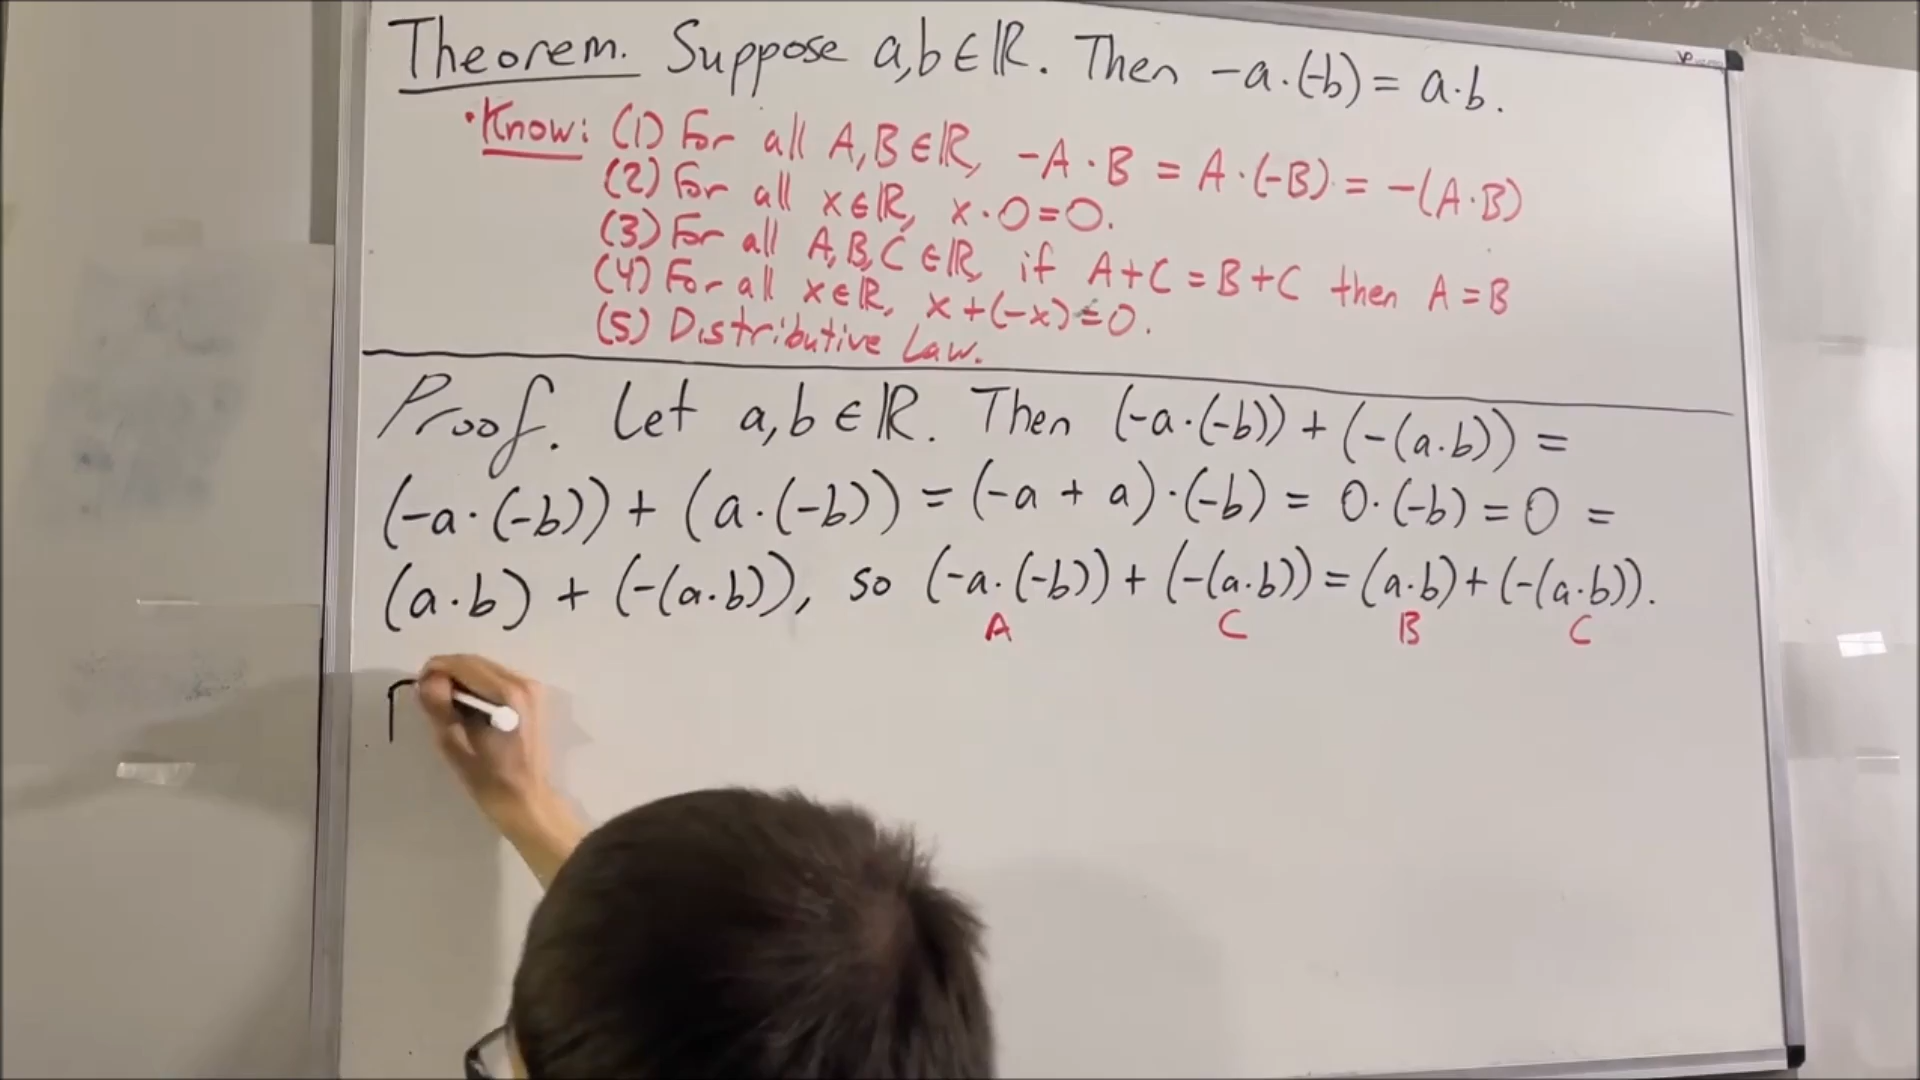 Theorem. Suppose a,b∈ℝ. Then -a·(-b)= a·b.
·Know: (1) For all A,B∈ℝ, -A·B = A·(-B) = -(A·B)
(2) For all x∈ℝ, x·0=0.
(3) For all A,B,C∈ℝ, if A+C=B+C then A=B
(4) For all x∈ℝ, x+(-x)=0.
(5) Distributive Law.
Proof. Let a,b∈ℝ. Then (-a·(-b))+(-(a·b)) =
(-a·(-b))+(a·(-b)) = (-a + a)·(-b) = 0·(-b) = 0 =
(a·b) + (-(a·b)), so (-a·(-b))+(-(a·b))=(a·b)+(-(a·b)).
A C B C